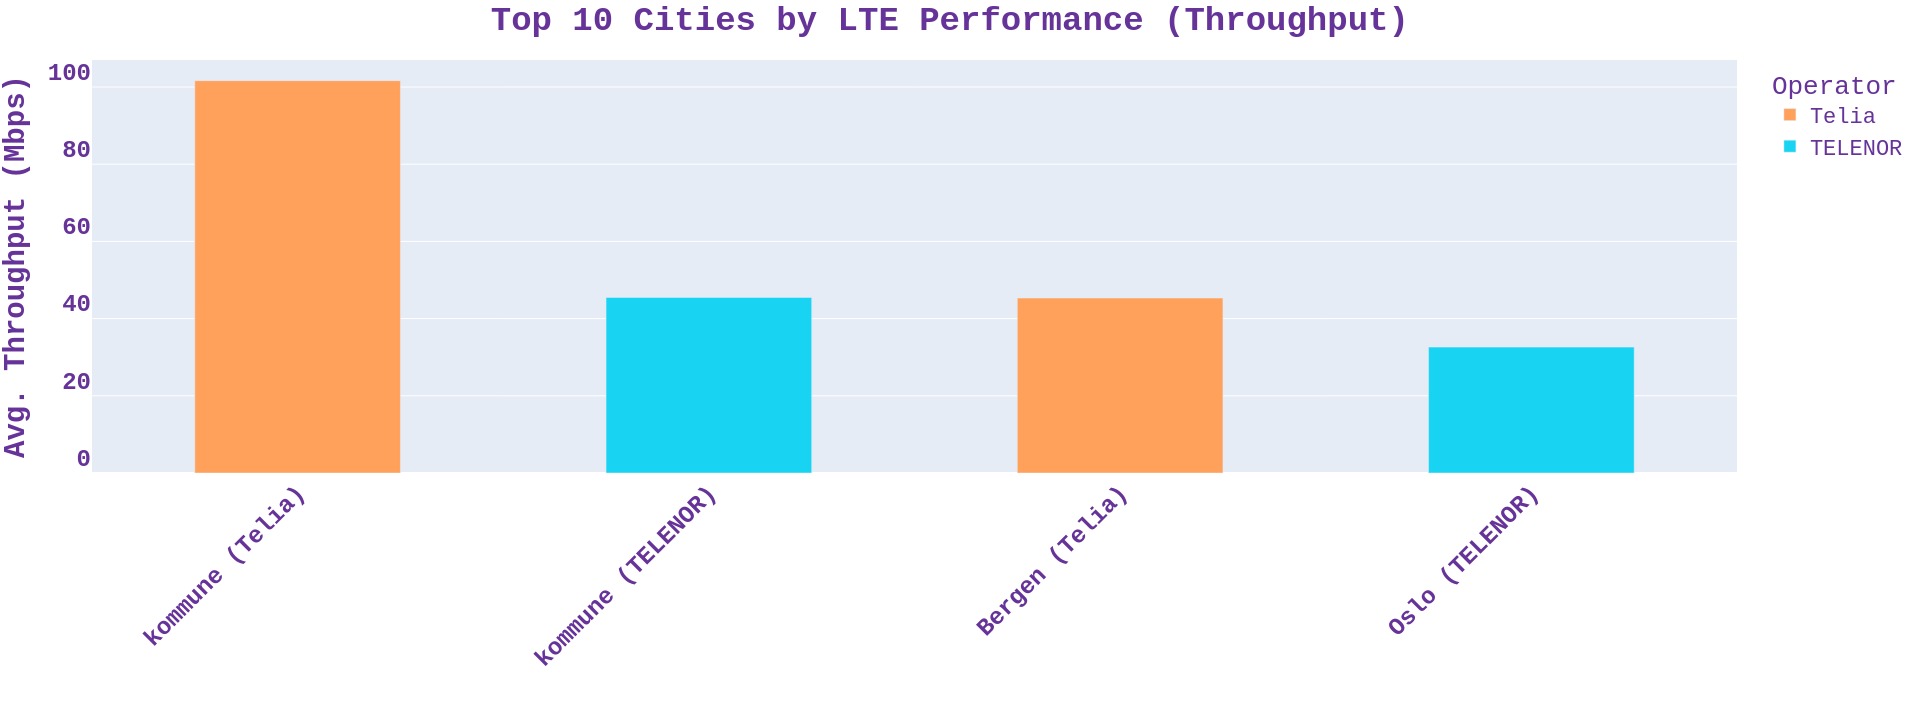 Top 10 Cities by LTE Performance (Throughput)
Avg. Throughput (Mbps)
100
80
60
40
20
0
kommune (Telia)
kommune (TELENOR)
Bergen (Telia)
Oslo (TELENOR)
Operator
Telia
TELENOR